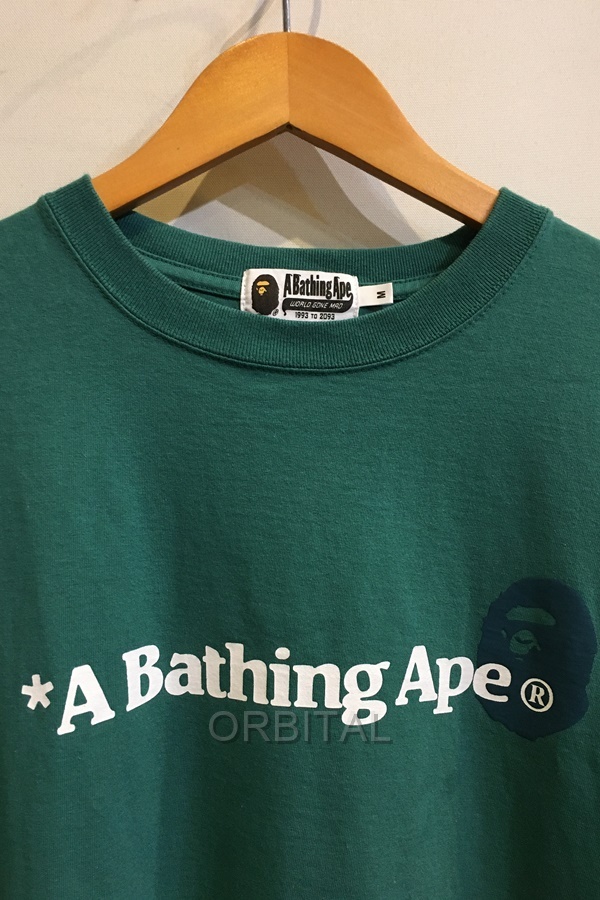 A Bathing Ape
WORLD GONE MAD
1993 TO 2093
M
*A Bathing Ape®
ORBITAL